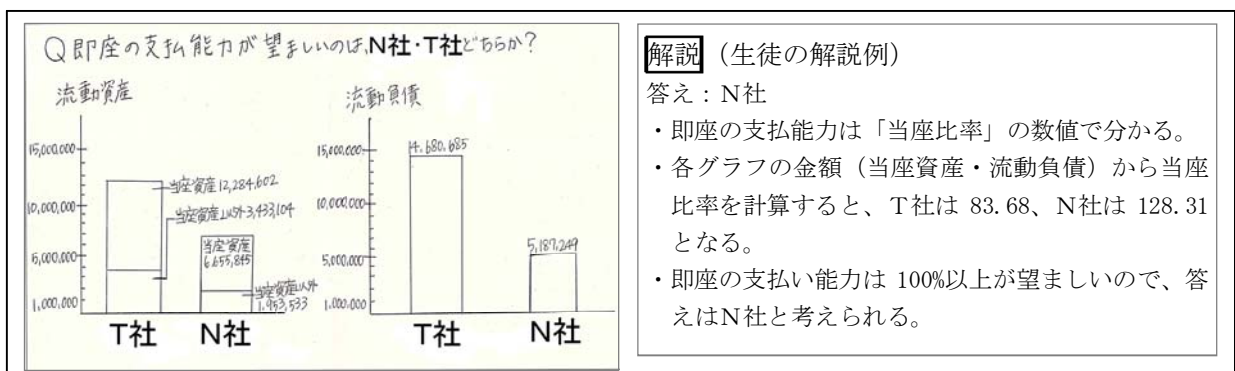 Q 即座の支払能力が望ましいのは、N社・T社どちらか?
流動資産
15,000,000
10,000,000
5,000,000
1,000,000
当座資産12,284,602
当座資産以外3,433,104
当座資産
6,655,845
当座資産以外
1,953,533
T社 N社
流動負債
15,000,000
10,000,000
5,000,000
1,000,000
14,680,685
5,187,249
T社 N社
解説(生徒の解説例)
答え:N社
・即座の支払能力は「当座比率」の数値で分かる。
・各グラフの金額(当座資産・流動負債)から当座
比率を計算すると、T社は 83.68、N社は 128.31
となる。
・即座の支払い能力は 100%以上が望ましいので、答
えはN社と考えられる。